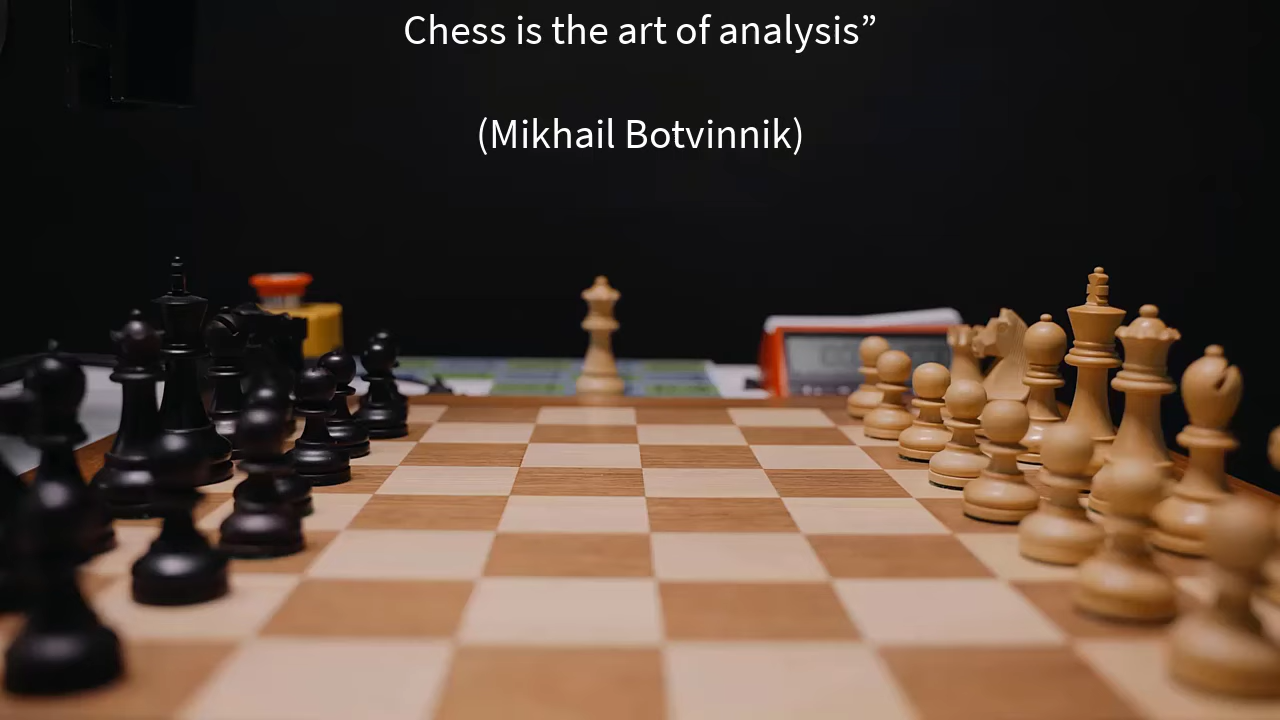 Chess is the art of analysis”
(Mikhail Botvinnik)